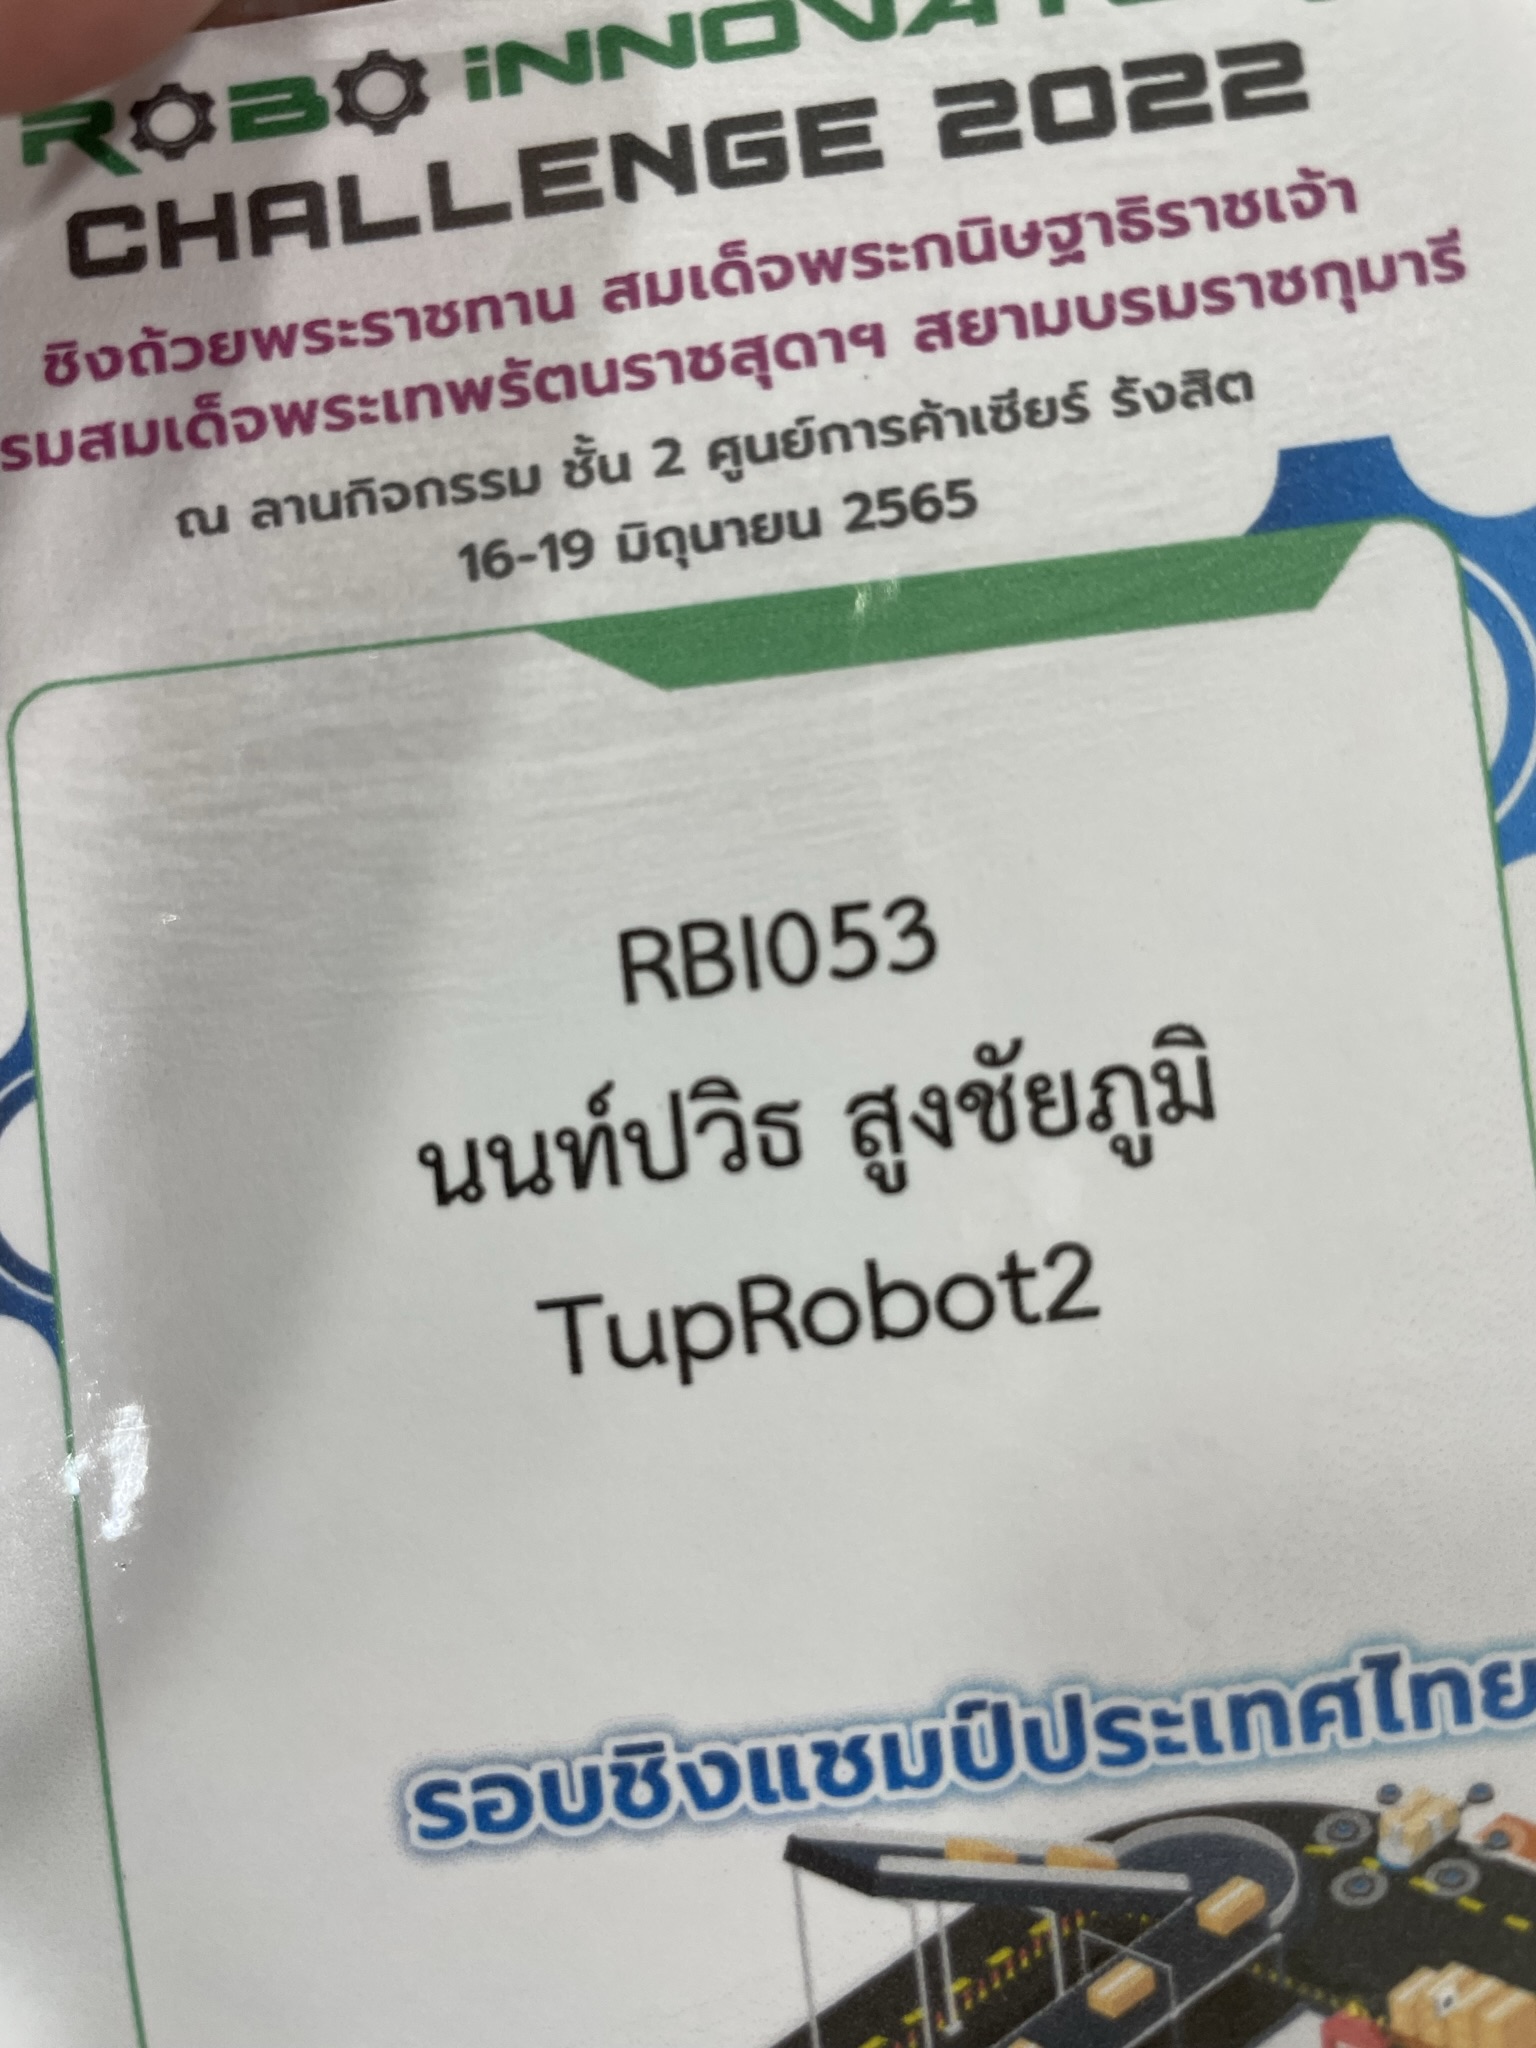 ROBO iNNOVAT
CHALLENGE 2022
ชิงถ้วยพระราชทาน สมเด็จพระกนิษฐาธิราชเจ้า
รมสมเด็จพระเทพรัตนราชสุดาฯ สยามบรมราชกุมารี
ณ ลานกิจกรรม ชั้น 2 ศูนย์การค้าเซียร์ รังสิต
16-19 มิถุนายน 2565
RBI053
นนท์ปวิธ สูงชัยภูมิ
TupRobot2
รอบชิงแชมป์ประเทศไทย